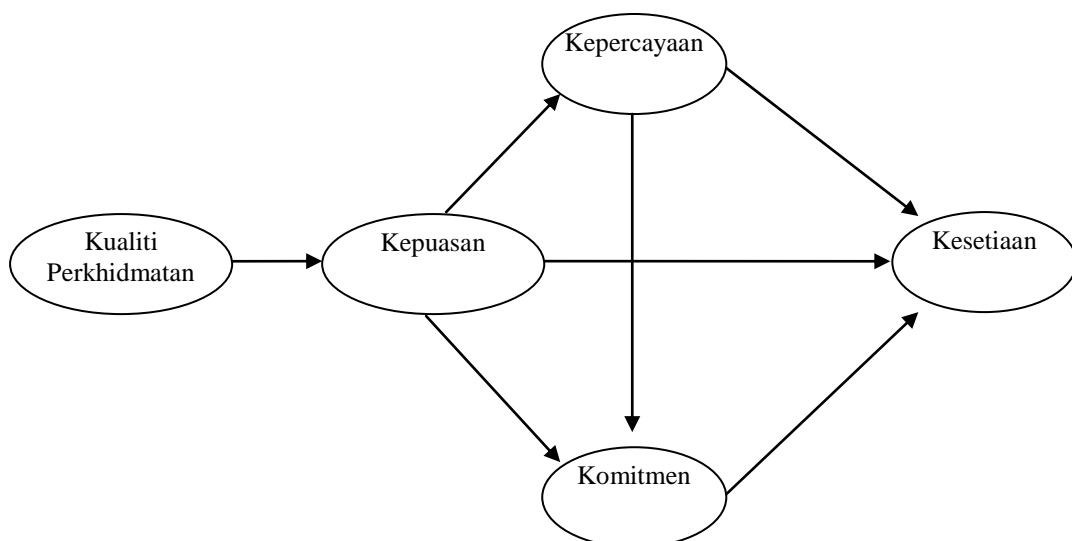 Kepercayaan
Kualiti
Perkhidmatan
Kepuasan
Kesetiaan
Komitmen